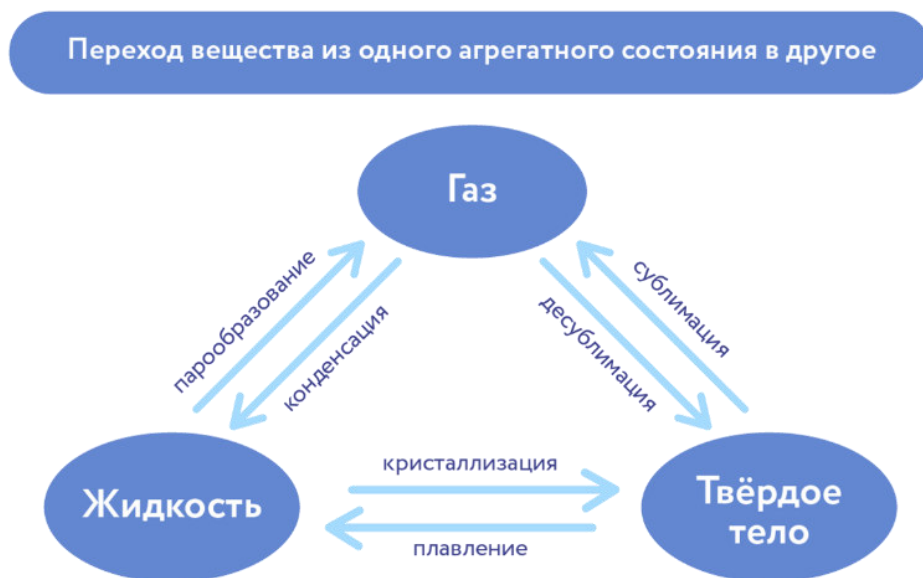 Переход вещества из одного агрегатного состояния в другое
Газ
парообразование
конденсация
десублимация
сублимация
Жидкость
кристаллизация
плавление
Твёрдое
тело